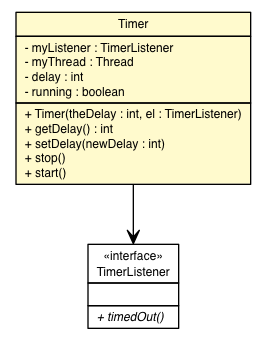 Timer
- myListener : TimerListener
- myThread : Thread
- delay : int
- running : boolean
+ Timer(theDelay : int, el : TimerListener)
+ getDelay() : int
+ setDelay(newDelay : int)
+ stop()
+ start()
«interface»
TimerListener
+ timedOut()